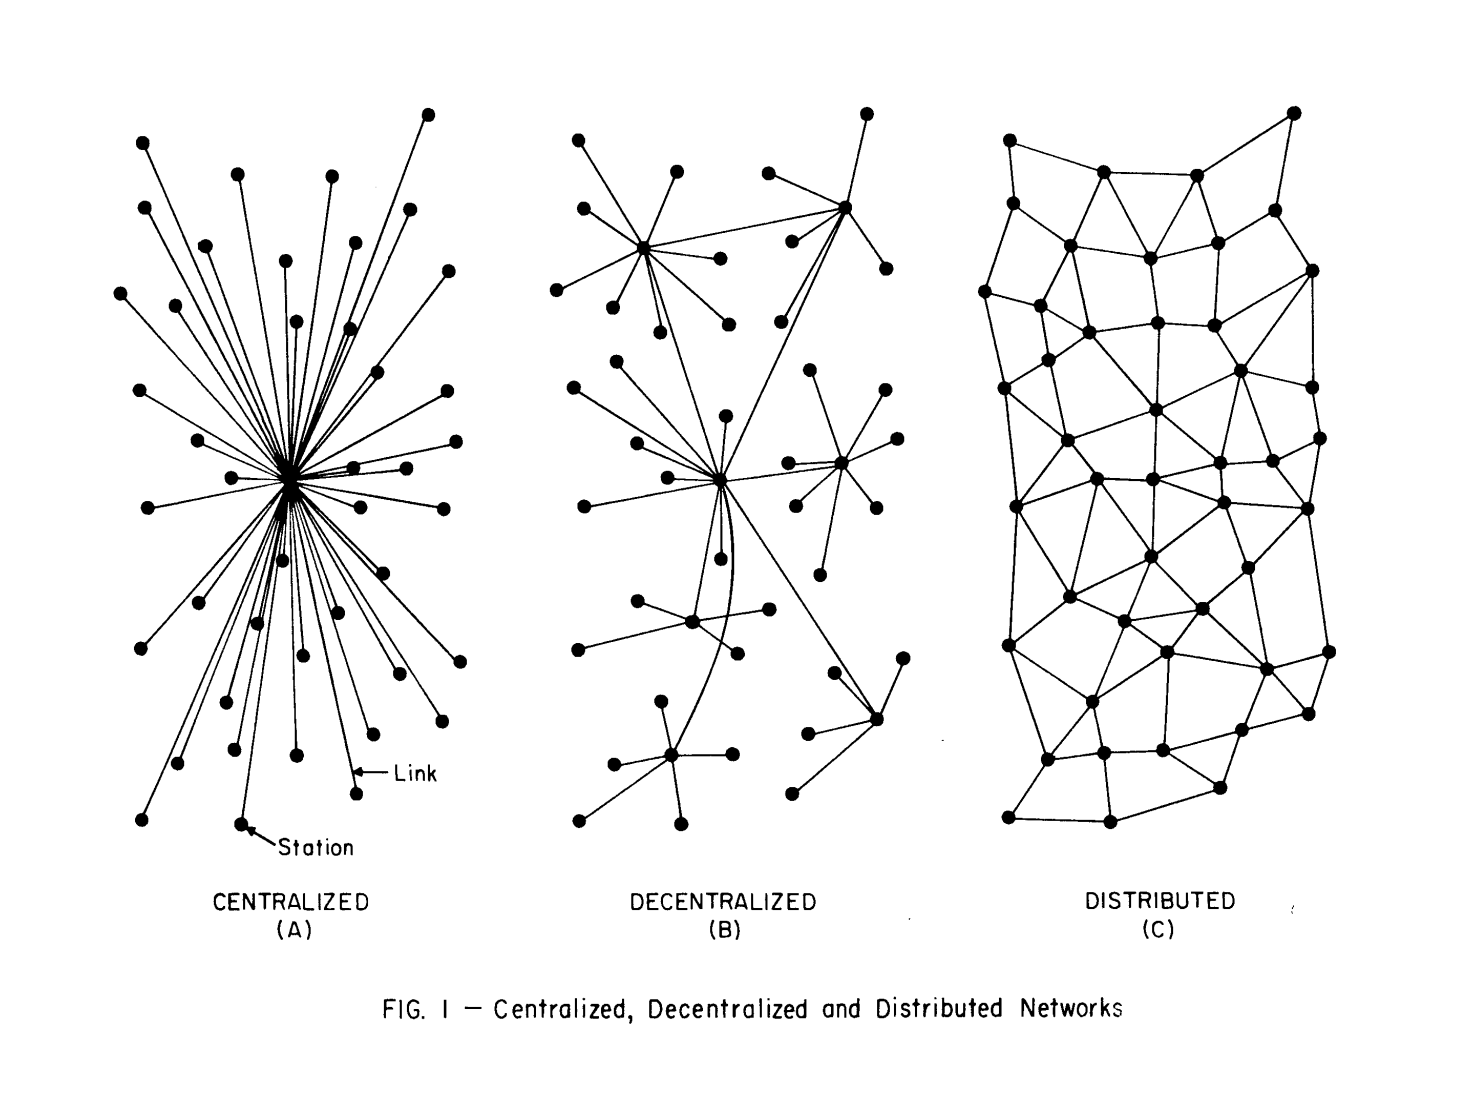 Link
Station
CENTRALIZED
(A)
DECENTRALIZED
(B)
DISTRIBUTED
(C)
FIG. I — Centralized, Decentralized and Distributed Networks